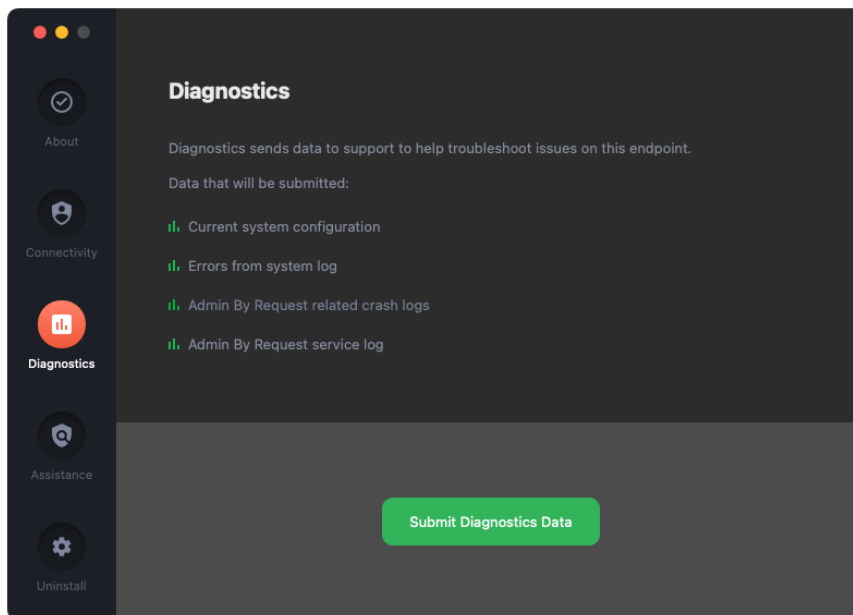 Diagnostics
Diagnostics sends data to support to help troubleshoot issues on this endpoint.
Data that will be submitted:
Current system configuration
Errors from system log
Admin By Request related crash logs
Admin By Request service log
Submit Diagnostics Data
About
Connectivity
Diagnostics
Assistance
Uninstall